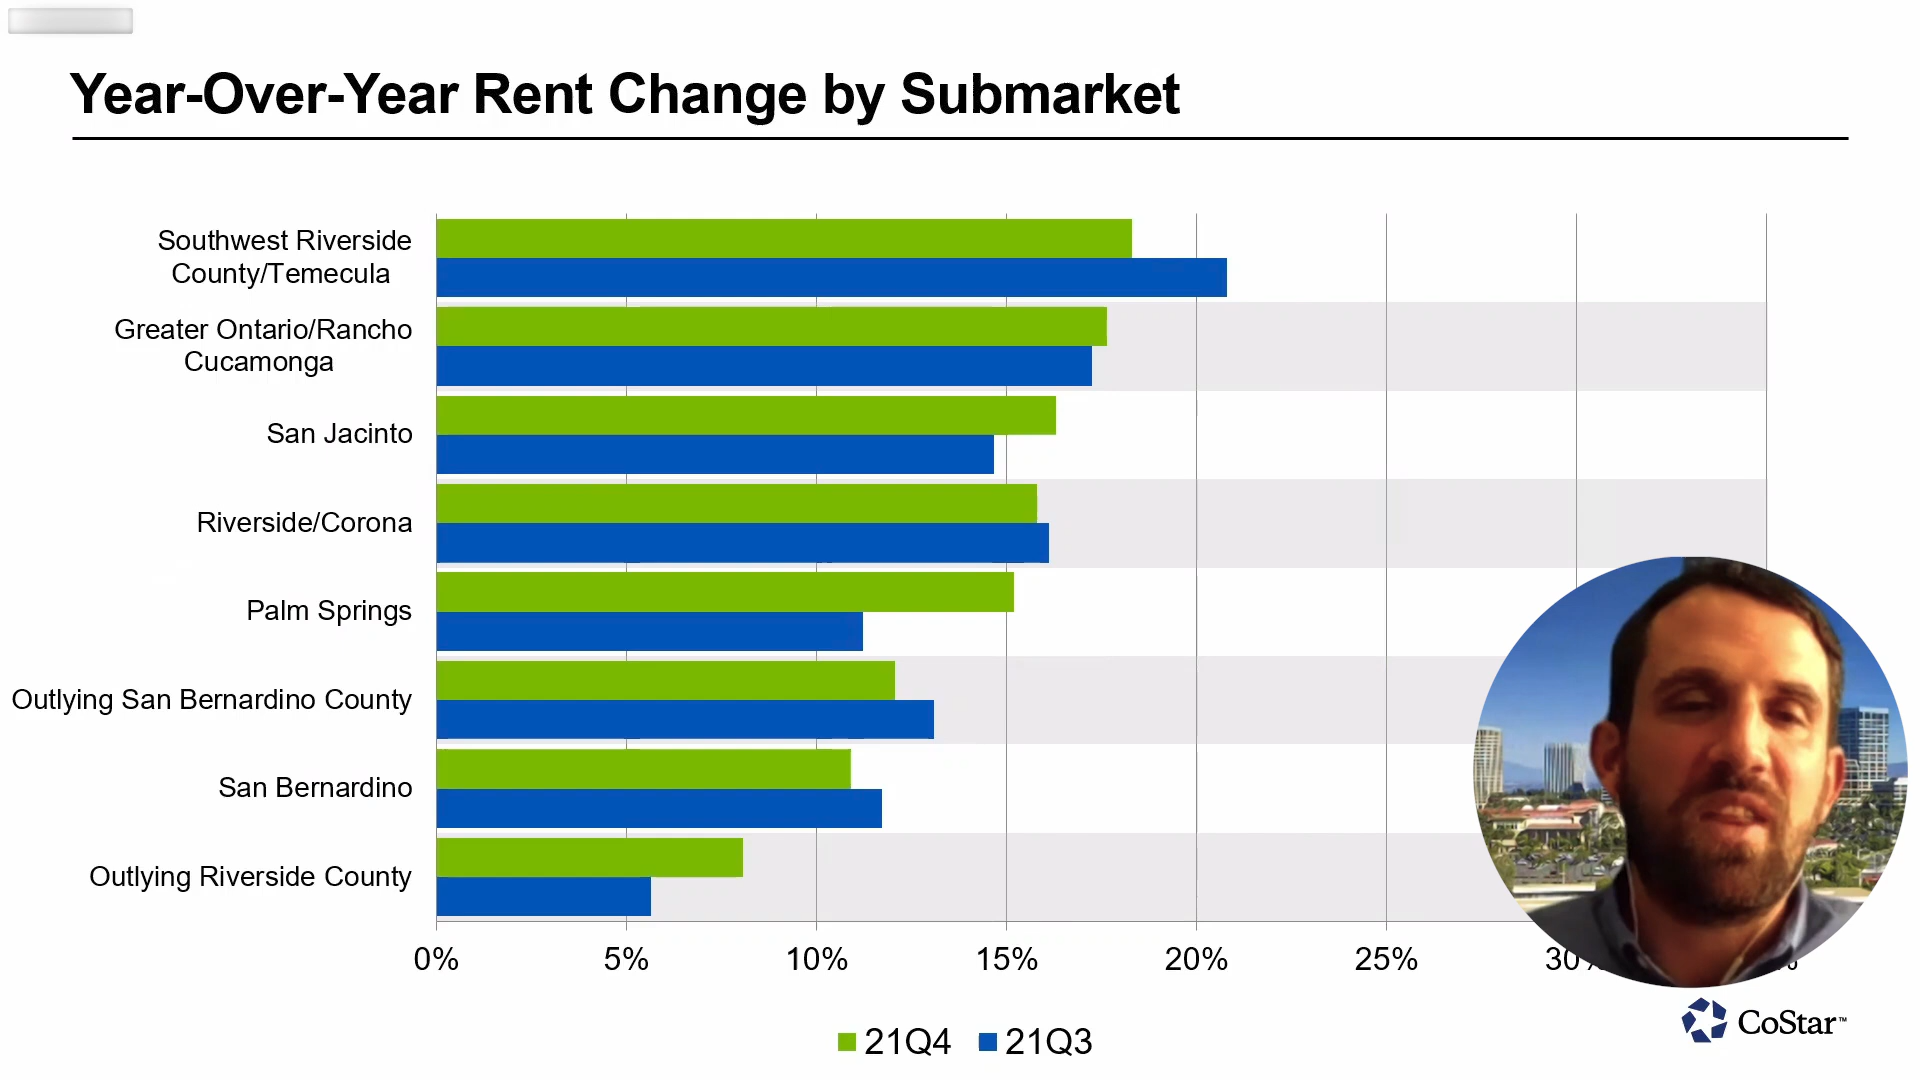 Year-Over-Year Rent Change by Submarket
Southwest Riverside
County/Temecula
Greater Ontario/Rancho
Cucamonga
San Jacinto
Riverside/Corona
Palm Springs
Outlying San Bernardino County
San Bernardino
Outlying Riverside County
0% 5% 10% 15% 20% 25%
21Q4 21Q3
CoStar™